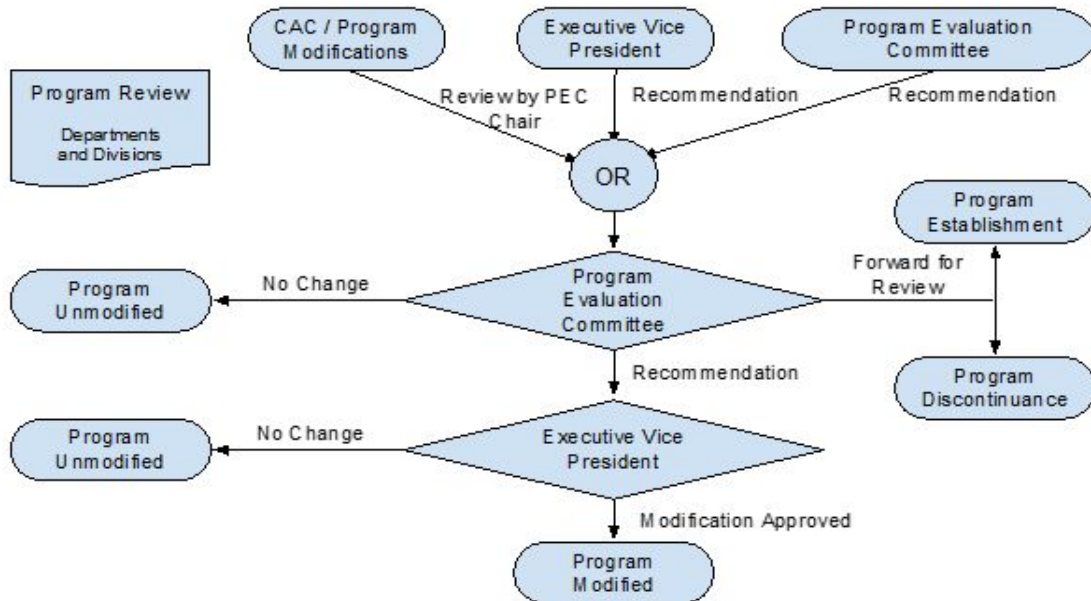 CAC / Program
Modifications
Executive Vice
President
Program Evaluation
Committee
Program Review
Departments
and Divisions
Review by PEC
Chair
Recommendation
Recommendation
OR
Program
Establishment
Program
Unmodified
No Change
Program
Evaluation
Committee
Forward for
Review
Recommendation
Program
Discontinuance
Program
Unmodified
No Change
Executive Vice
President
Modification Approved
Program
Modified